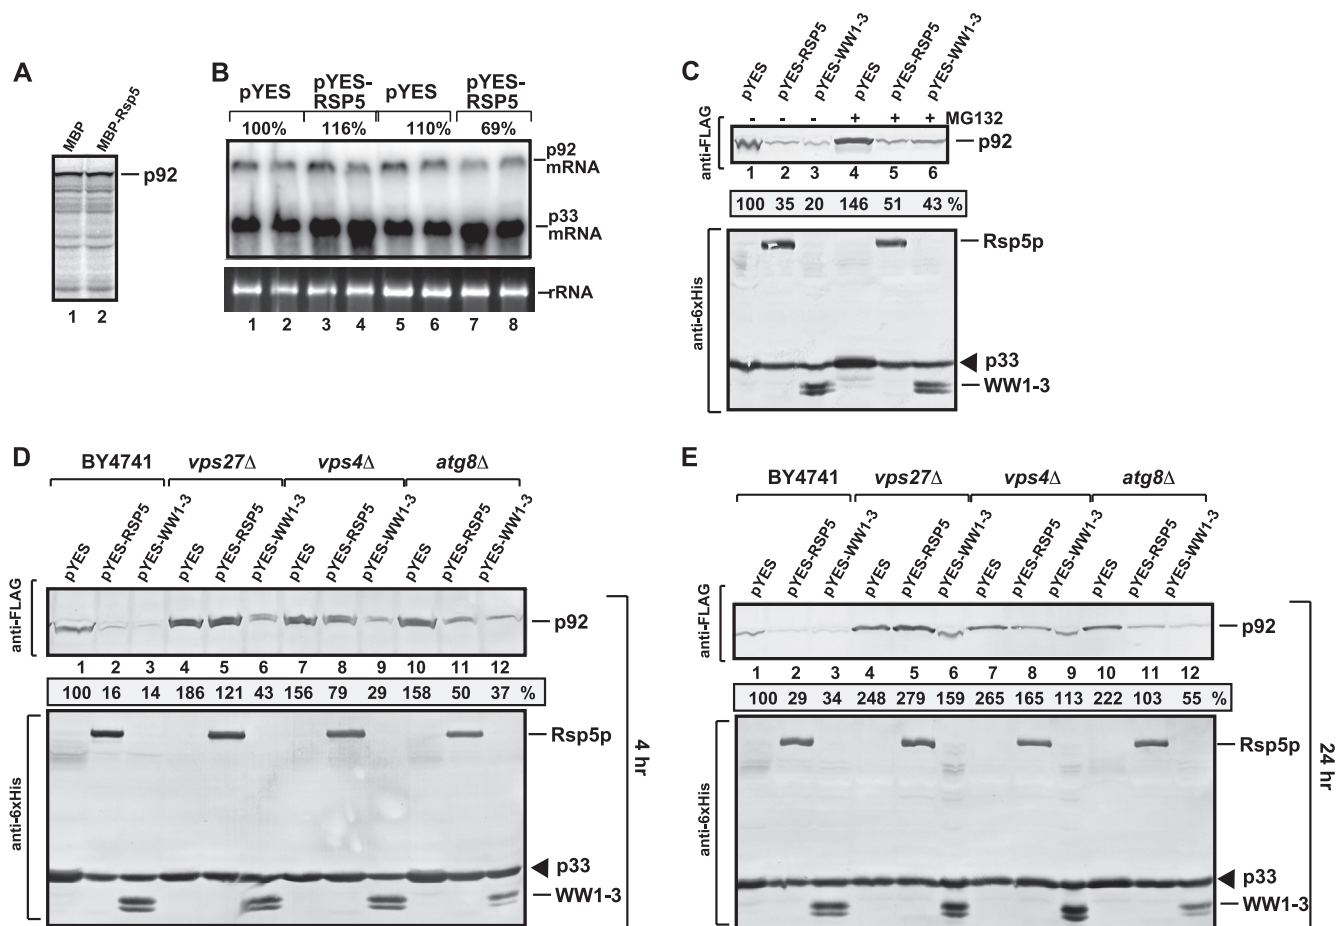 A
MBP
MBP-Rsp5
p92
1 2
B
pYES
pYES-RSP5
pYES
pYES-RSP5
100% 116% 110% 69%
p92 mRNA
p33 mRNA
rRNA
1 2 3 4 5 6 7 8
C
pYES
pYES-RSP5
pYES-WW1-3
pYES
pYES-RSP5
pYES-WW1-3
- - - + + + MG132
anti-FLAG
p92
1 2 3 4 5 6
100 35 20 146 51 43 %
anti-6xHis
Rsp5p
p33
WW1-3
D
BY4741 vps27Δ vps4Δ atg8Δ
pYES
pYES-RSP5
pYES-WW1-3
pYES
pYES-RSP5
pYES-WW1-3
pYES
pYES-RSP5
pYES-WW1-3
pYES
pYES-RSP5
pYES-WW1-3
anti-FLAG
p92
1 2 3 4 5 6 7 8 9 10 11 12
100 16 14 186 121 43 156 79 29 158 50 37 %
anti-6xHis
Rsp5p
4 hr
p33
WW1-3
E
BY4741 vps27Δ vps4Δ atg8Δ
pYES
pYES-RSP5
pYES-WW1-3
pYES
pYES-RSP5
pYES-WW1-3
pYES
pYES-RSP5
pYES-WW1-3
pYES
pYES-RSP5
pYES-WW1-3
anti-FLAG
p92
1 2 3 4 5 6 7 8 9 10 11 12
100 29 34 248 279 159 265 165 113 222 103 55 %
anti-6xHis
Rsp5p
24 hr
p33
WW1-3